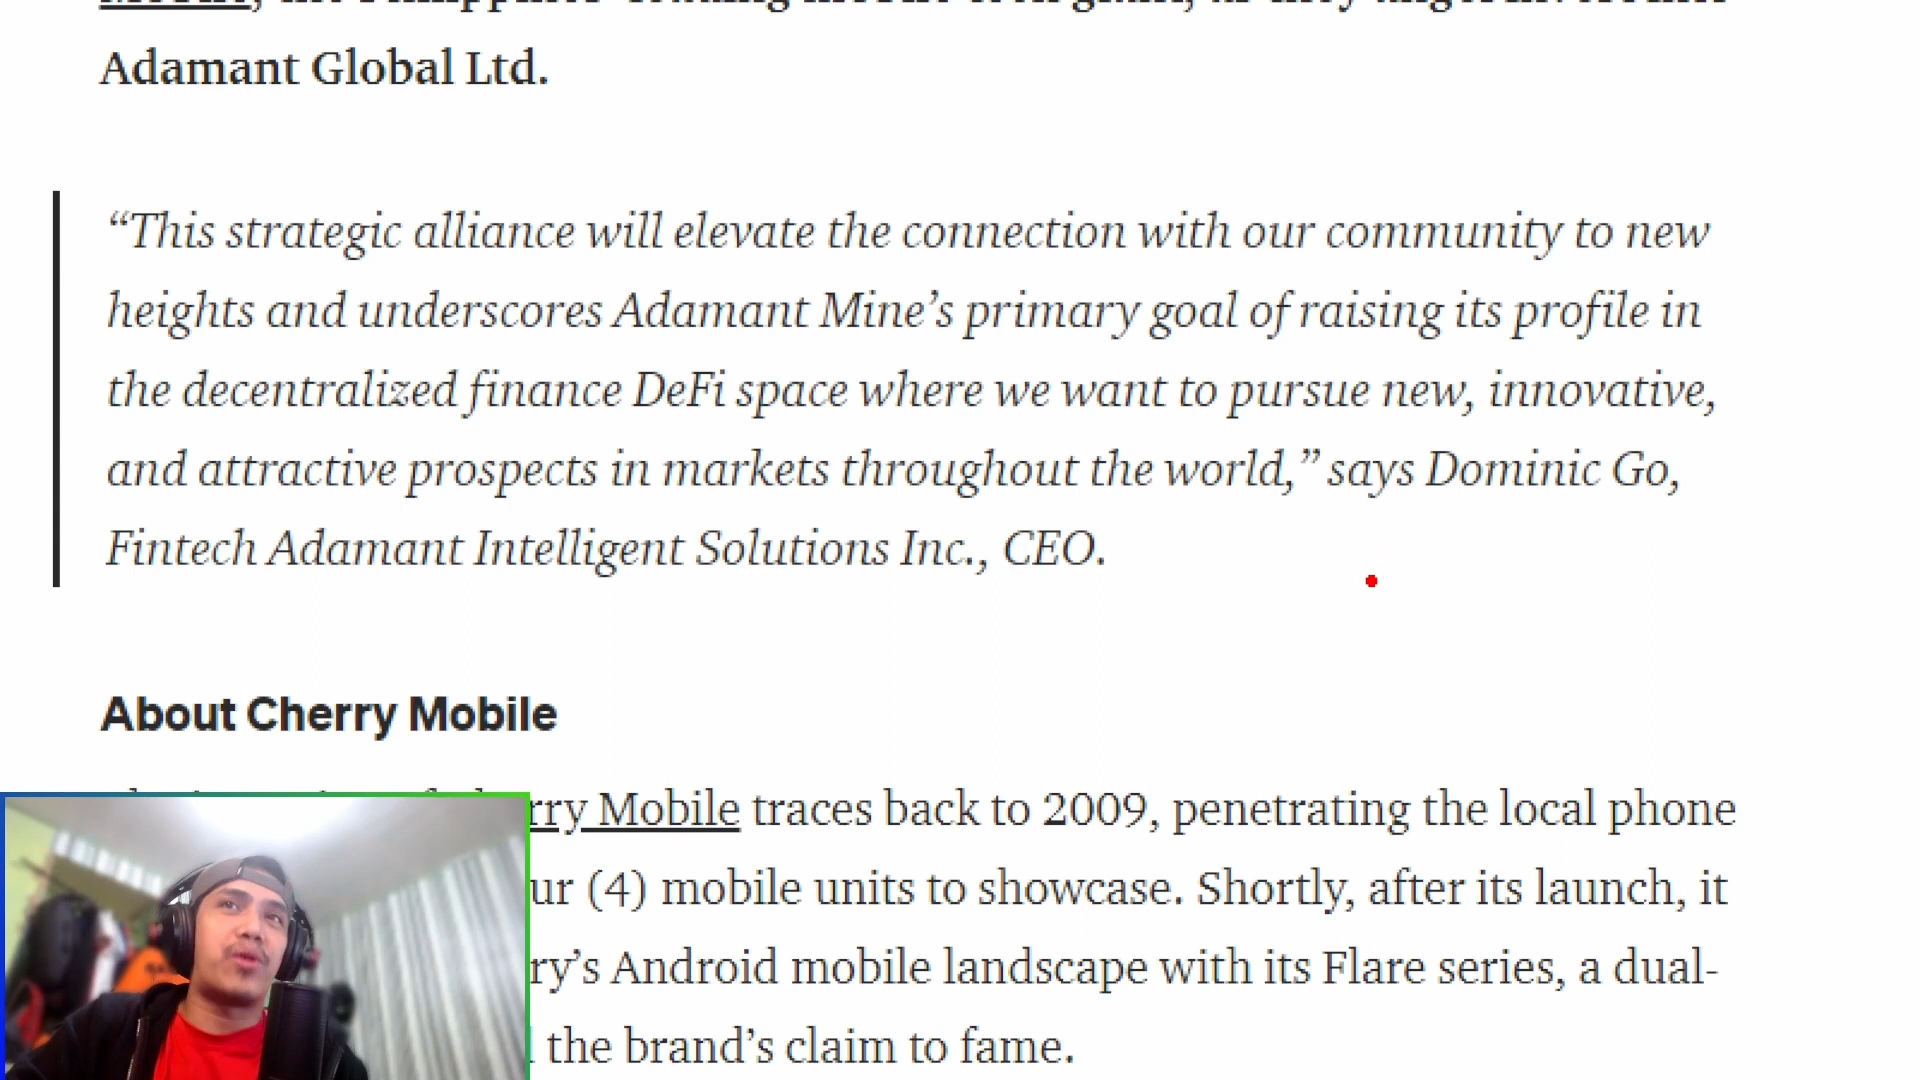 Adamant Global Ltd.
“This strategic alliance will elevate the connection with our community to new
heights and underscores Adamant Mine’s primary goal of raising its profile in
the decentralized finance DeFi space where we want to pursue new, innovative,
and attractive prospects in markets throughout the world,” says Dominic Go,
Fintech Adamant Intelligent Solutions Inc., CEO.
About Cherry Mobile
Mobile traces back to 2009, penetrating the local phone
(4) mobile units to showcase. Shortly, after its launch, it
Android mobile landscape with its Flare series, a dual-
the brand’s claim to fame.